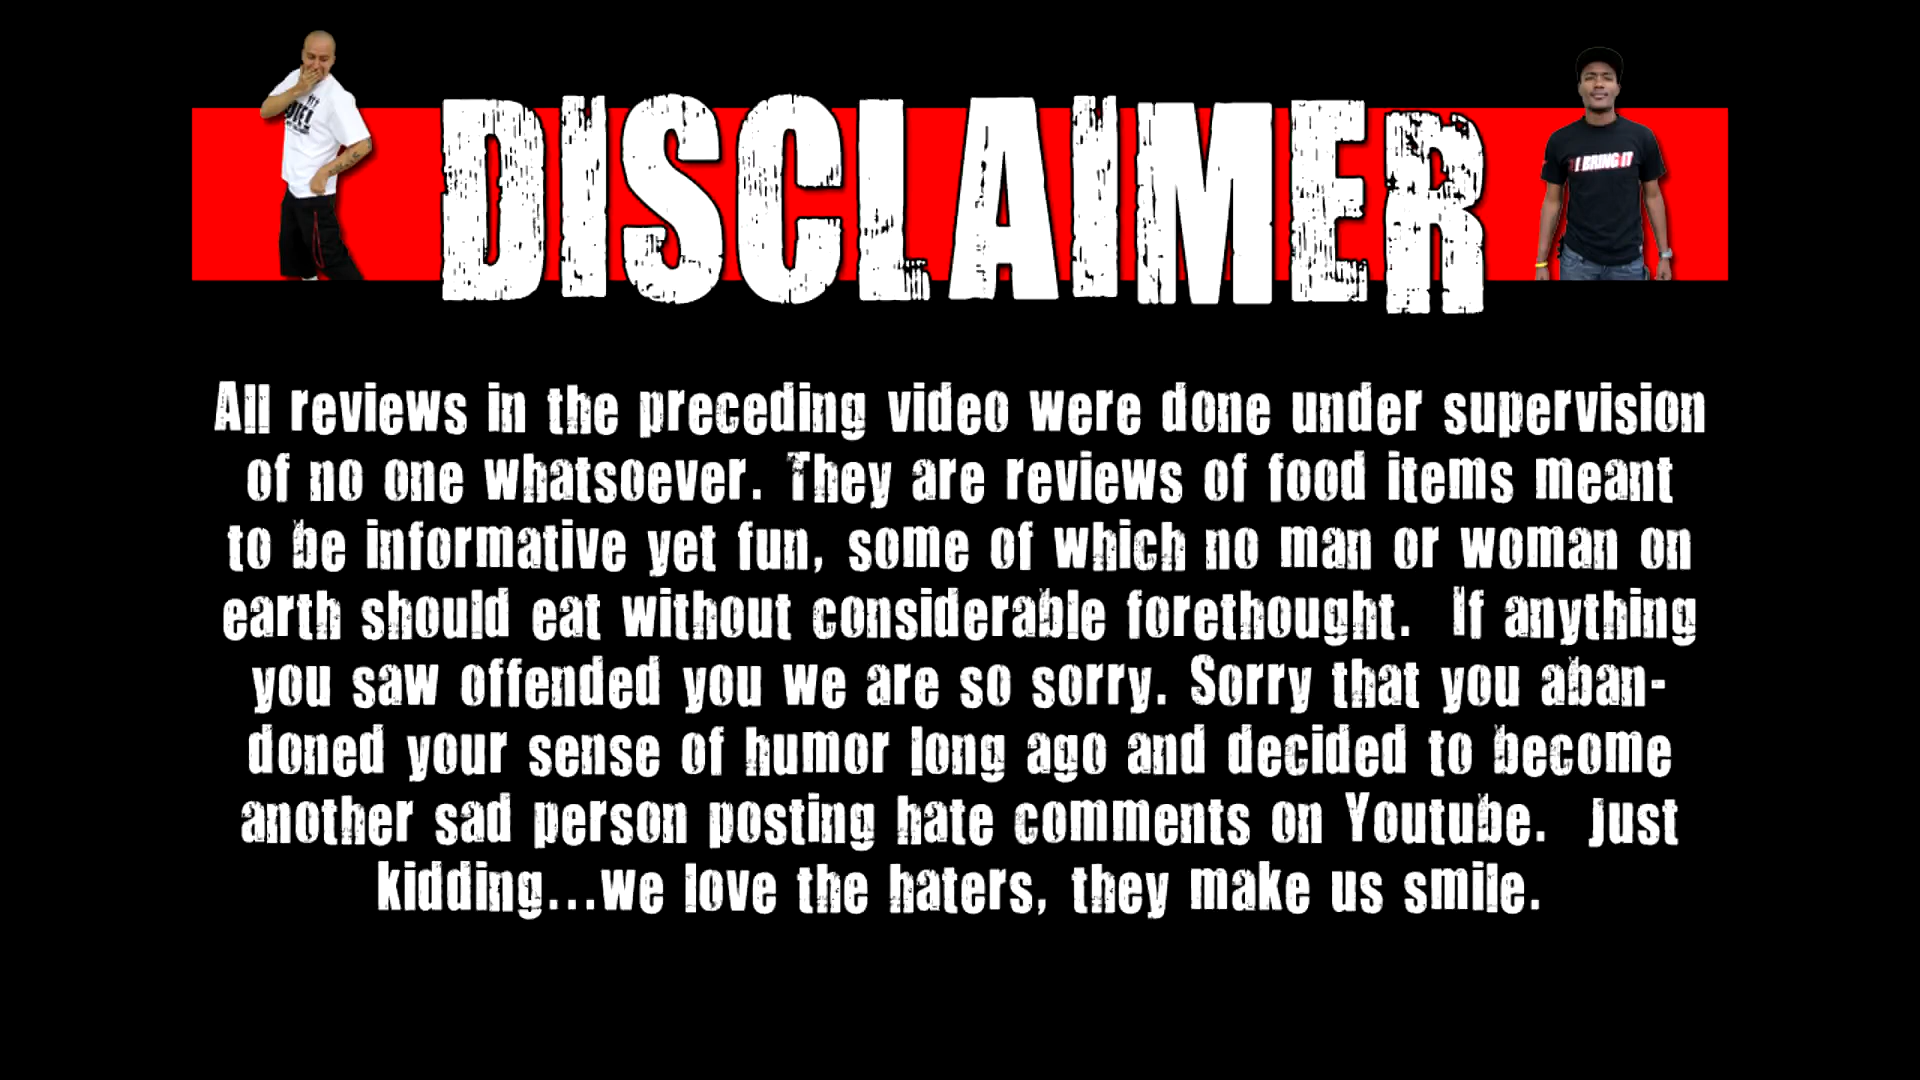 DIET
DISCLAIMER
I BRING IT
All reviews in the preceding video were done under supervision
of no one whatsoever. They are reviews of food items meant
to be informative yet fun, some of which no man or woman on
earth should eat without considerable forethought. If anything
you saw offended you we are so sorry. Sorry that you aban-
doned your sense of humor long ago and decided to become
another sad person posting hate comments on Youtube. Just
kidding...we love the haters, they make us smile.